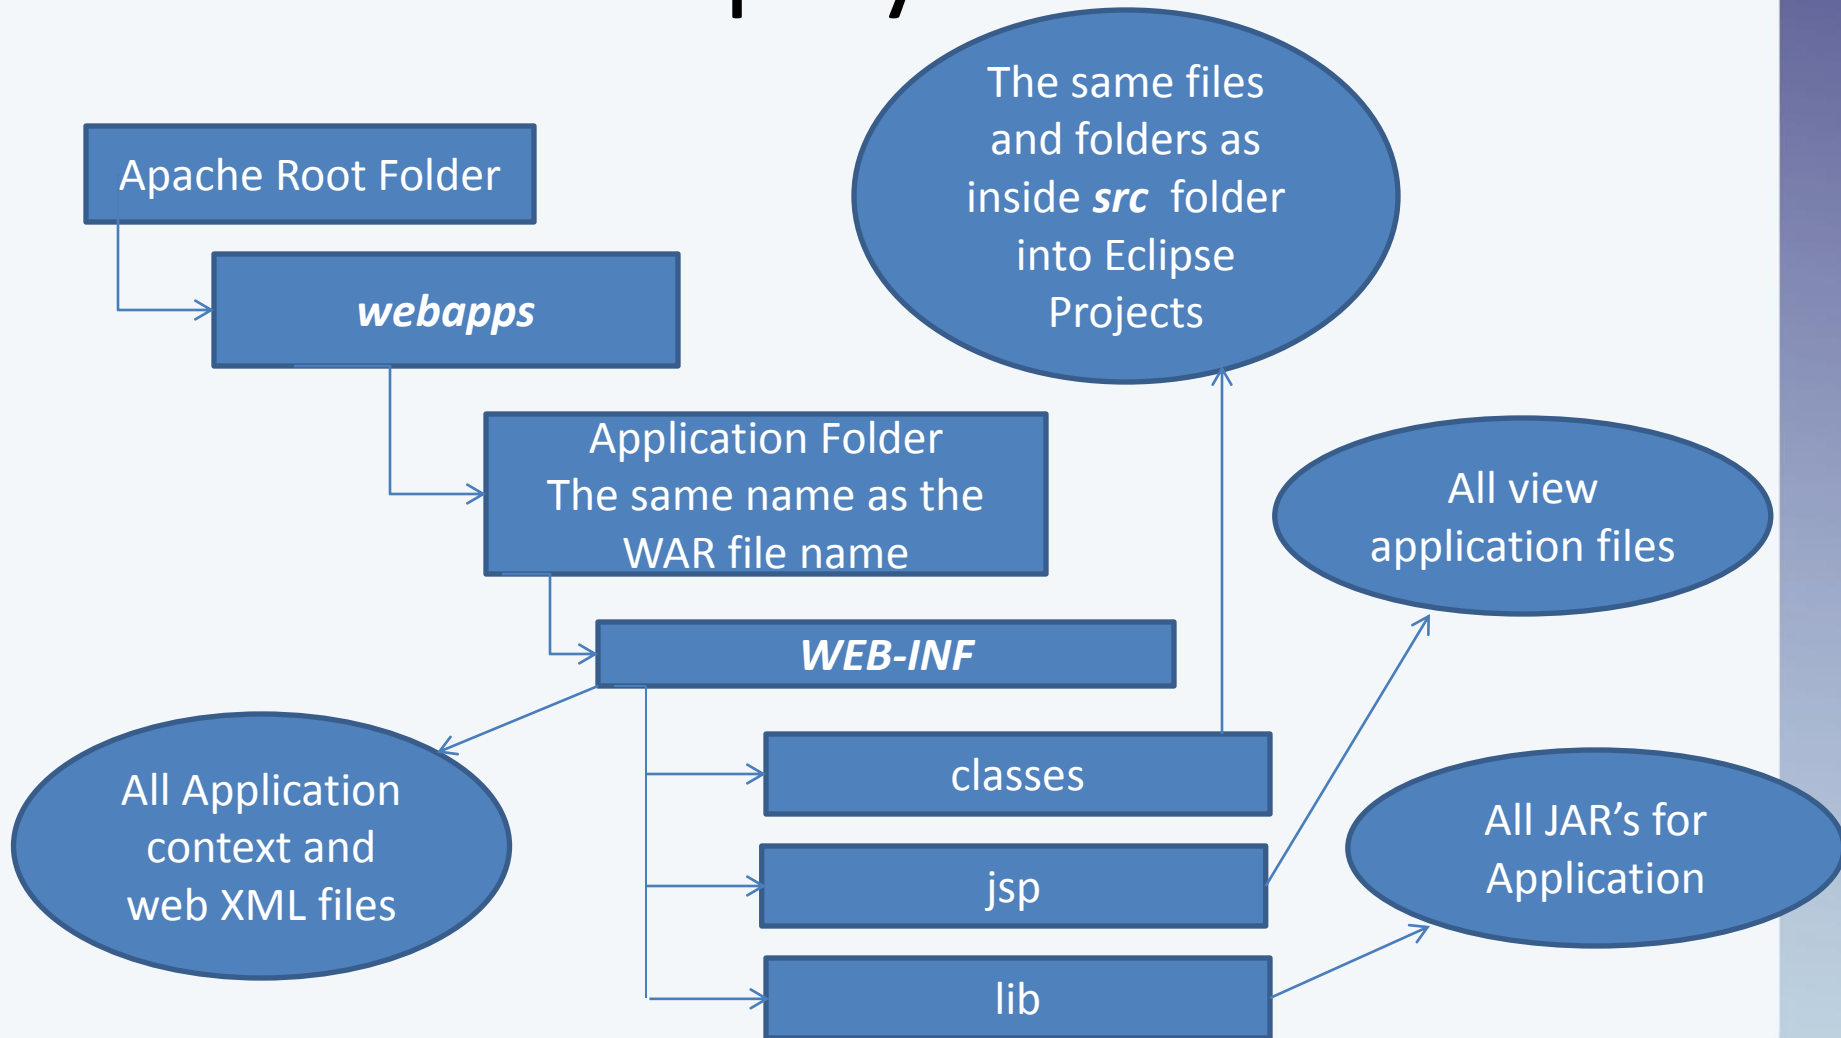 Apache Root Folder
webapps
Application Folder
The same name as the
WAR file name
WEB-INF
classes
jsp
lib
The same files
and folders as
inside src folder
into Eclipse
Projects
All view
application files
All JAR’s for
Application
All Application
context and
web XML files